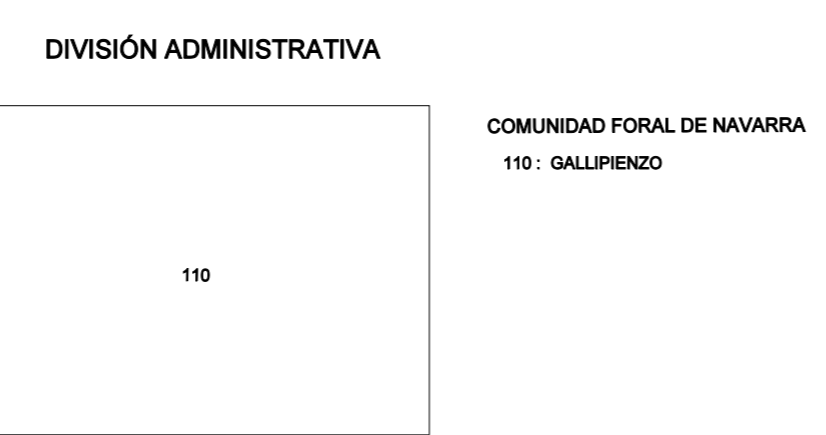 DIVISIÓN ADMINISTRATIVA
COMUNIDAD FORAL DE NAVARRA
110 : GALLIPIENZO
110